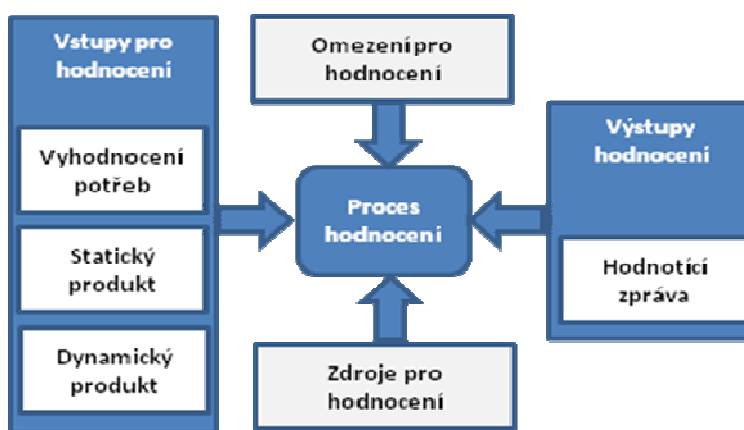 Vstupy pro
hodnocení
Vyhodnocení
potřeb
Statický
produkt
Dynamický
produkt
Omezení pro
hodnocení
Proces
hodnocení
Zdroje pro
hodnocení
Výstupy
hodnocení
Hodnotící
zpráva